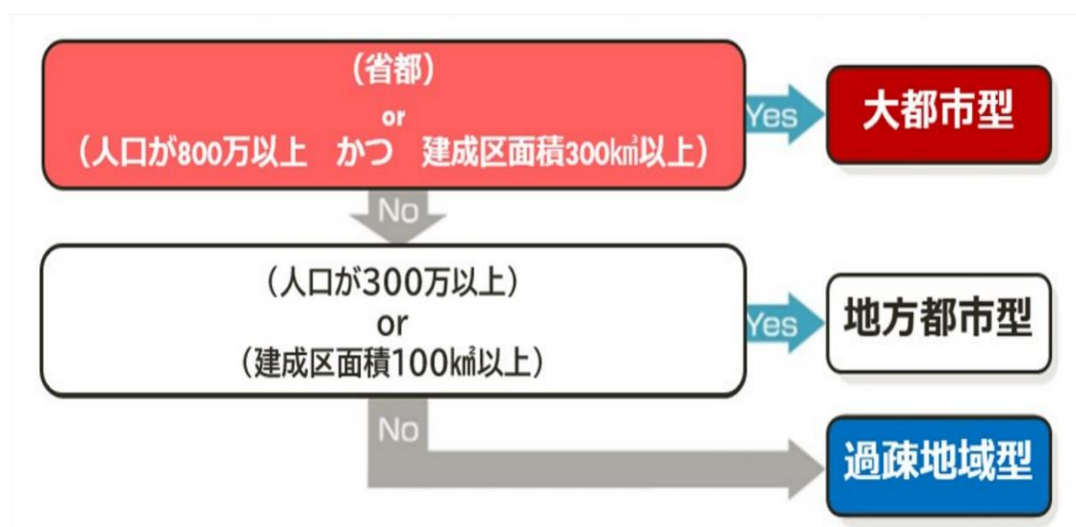 （省都）
or
（人口が800万以上　かつ　建成区面積300㎢以上）
Yes
大都市型
No
（人口が300万以上）
or
（建成区面積100㎢以上）
Yes
地方都市型
No
過疎地域型